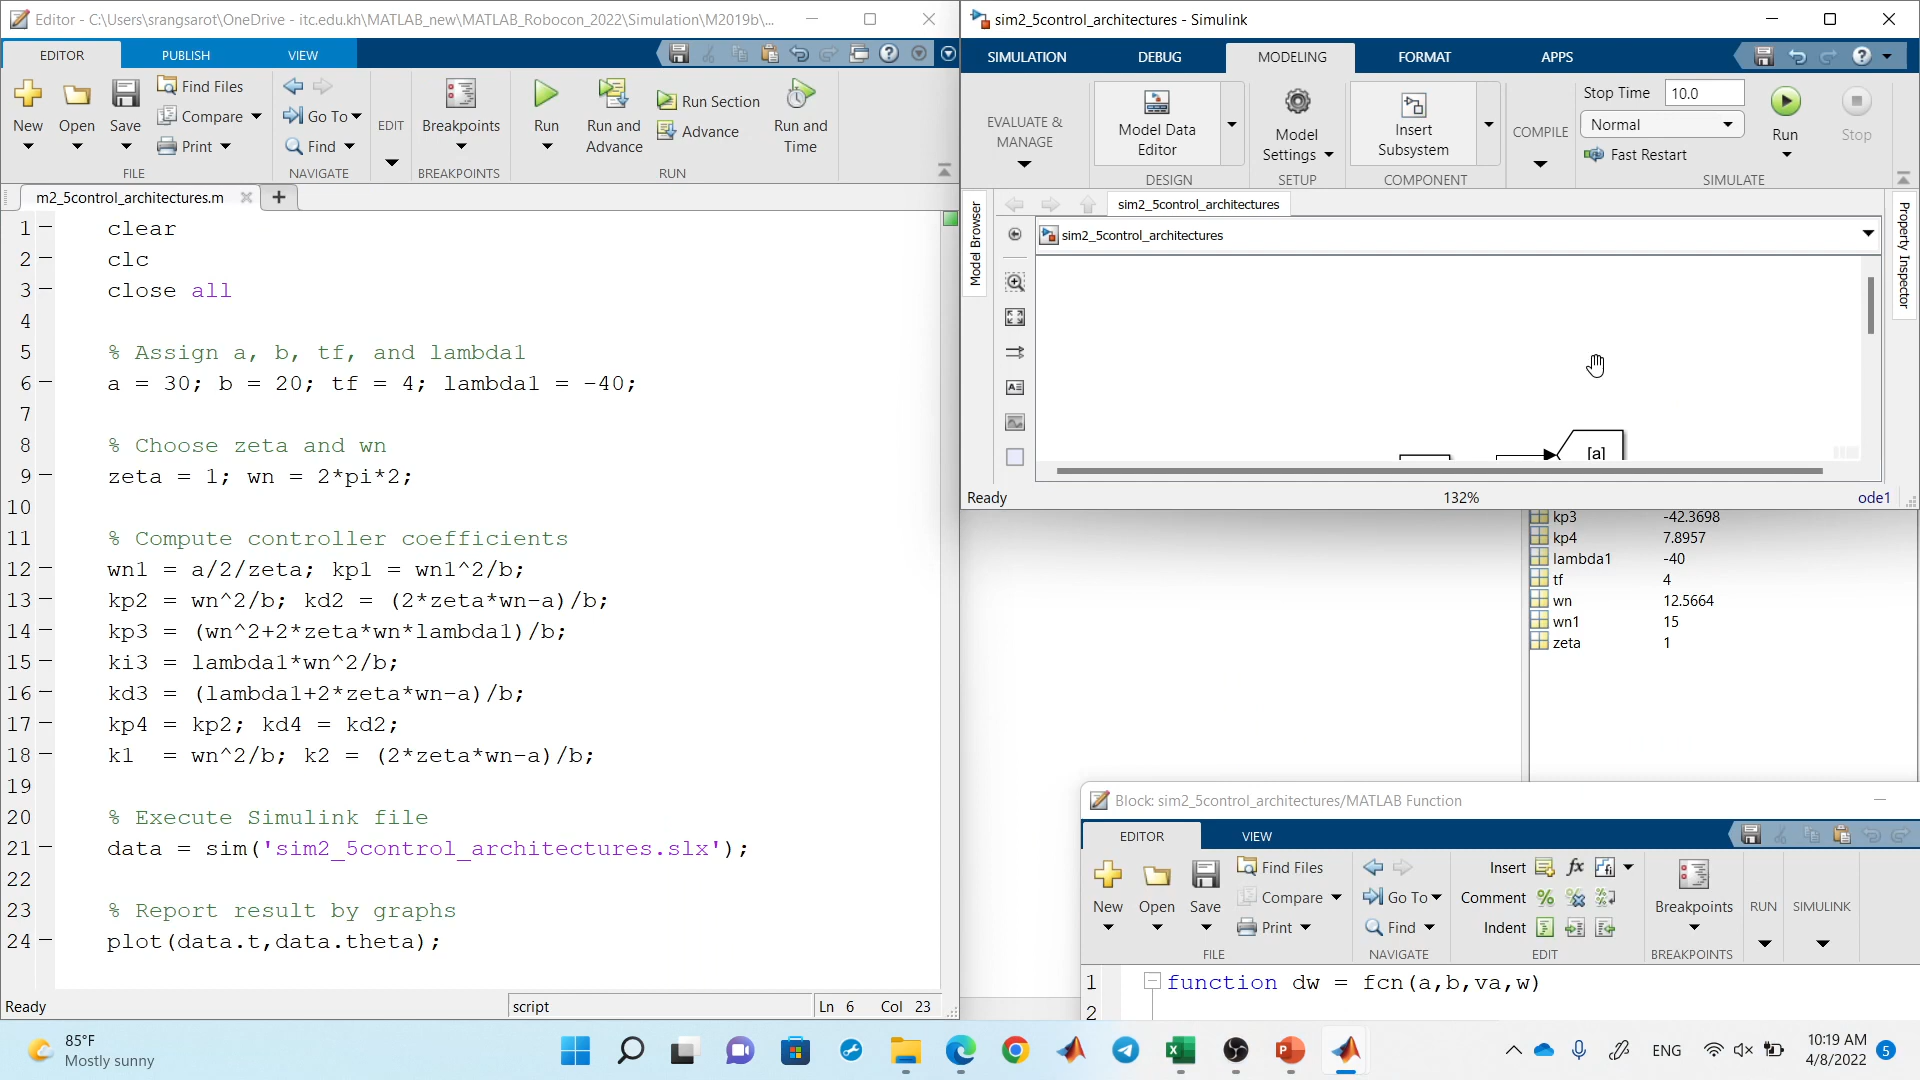 Editor - C:\Users\srangsarot\OneDrive - itc.edu.kh\MATLAB_new\MATLAB_Robocon_2022\Simulation\M2019b\...
EDITOR PUBLISH VIEW
New Open Save Find Files Compare Print
Go To Find
EDIT
Breakpoints
Run Run and Advance Run Section Advance Run and Time
FILE NAVIGATE BREAKPOINTS RUN
m2_5control_architectures.m
1 clear
2 clc
3 close all
4
5 % Assign a, b, tf, and lambda1
6 a = 30; b = 20; tf = 4; lambda1 = -40;
7
8 % Choose zeta and wn
9 zeta = 1; wn = 2*pi*2;
10
11 % Compute controller coefficients
12 wn1 = a/2/zeta; kp1 = wn1^2/b;
13 kp2 = wn^2/b; kd2 = (2*zeta*wn-a)/b;
14 kp3 = (wn^2+2*zeta*wn*lambda1)/b;
15 ki3 = lambda1*wn^2/b;
16 kd3 = (lambda1+2*zeta*wn-a)/b;
17 kp4 = kp2; kd4 = kd2;
18 k1 = wn^2/b; k2 = (2*zeta*wn-a)/b;
19
20 % Execute Simulink file
21 data = sim('sim2_5control_architectures.slx');
22
23 % Report result by graphs
24 plot(data.t,data.theta);
Ready script Ln 6 Col 23
sim2_5control_architectures - Simulink
SIMULATION DEBUG MODELING FORMAT APPS
EVALUATE & MANAGE
Model Data Editor
Model Settings
Insert Subsystem
COMPILE
Stop Time 10.0
Normal
Fast Restart
Run Stop
DESIGN SETUP COMPONENT SIMULATE
Model Browser
sim2_5control_architectures
sim2_5control_architectures
Property Inspector
[a]
Ready 132% ode1
kp3 -42.3698
kp4 7.8957
lambda1 -40
tf 4
wn 12.5664
wn1 15
zeta 1
Block: sim2_5control_architectures/MATLAB Function
EDITOR VIEW
New Open Save Find Files Compare Print
Go To Find
Insert fx
Comment
Indent
Breakpoints
RUN SIMULINK
FILE NAVIGATE EDIT BREAKPOINTS
1 function dw = fcn(a,b,va,w)
2
85°F
Mostly sunny
ENG
10:19 AM
4/8/2022
5